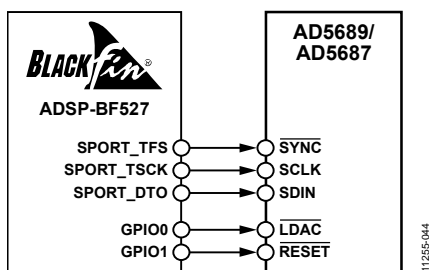 BLACKfin®
ADSP-BF527
SPORT_TFS
SPORT_TSCK
SPORT_DTO
GPIO0
GPIO1
AD5689/
AD5687
SYNC
SCLK
SDIN
LDAC
RESET
11255-044